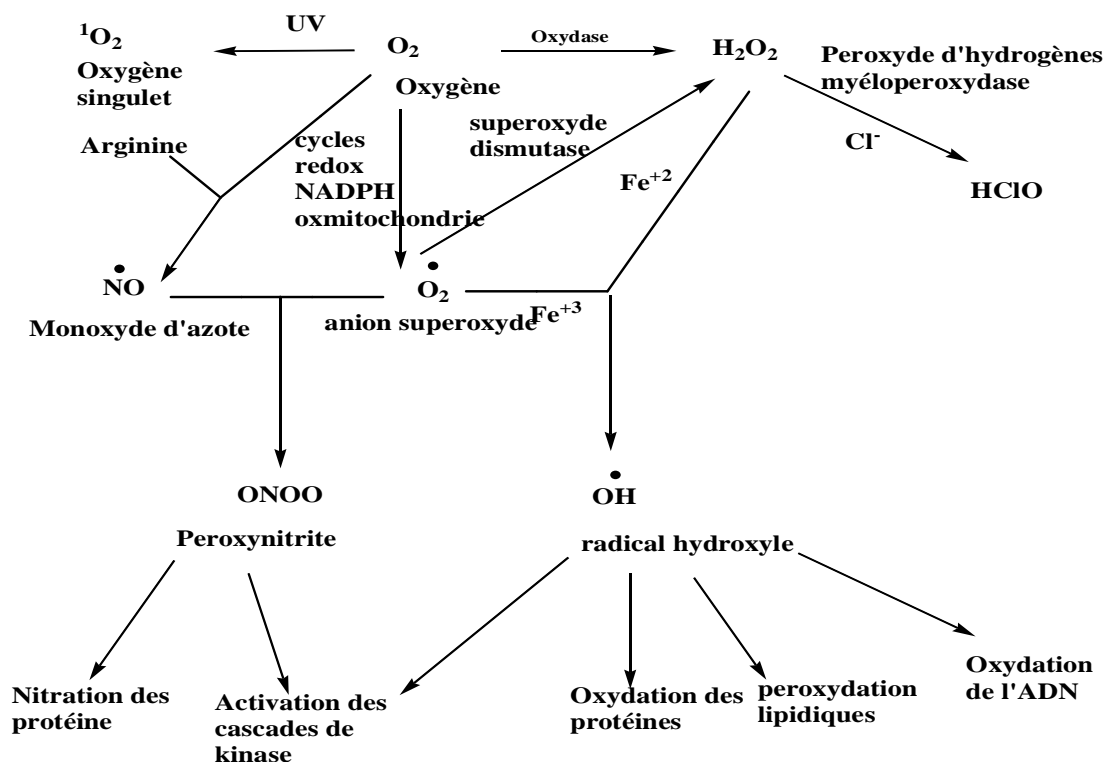 ¹O₂
UV
O₂
Oxydase
H₂O₂
Peroxyde d'hydrogènes
myéloperoxydase
Oxygène
singulet
Oxygène
Arginine
cycles
redox
NADPH
oxmitochondrie
superoxyde
dismutase
Fe⁺²
Cl⁻
HClO
•
NO
Monoxyde d'azote
•
•
O₂
anion superoxyde
Fe⁺³
ONOO
Peroxynitrite
•
OH
radical hydroxyle
Nitration des
protéine
Activation des
cascades de
kinase
Oxydation des
protéines
peroxydation
lipidiques
Oxydation
de l'ADN